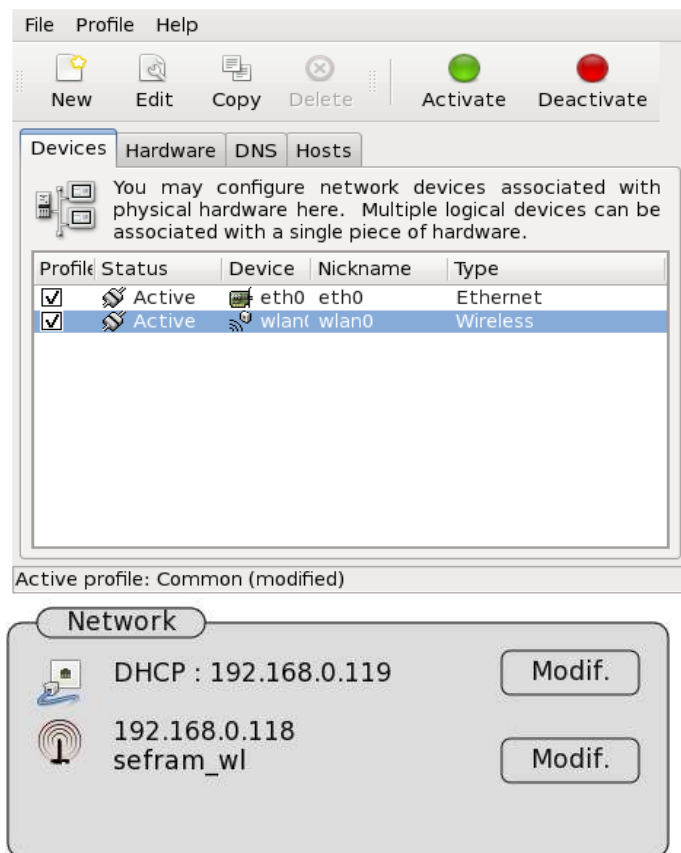 File Profile Help
New Edit Copy Delete Activate Deactivate
Devices Hardware DNS Hosts
You may configure network devices associated with
physical hardware here. Multiple logical devices can be
associated with a single piece of hardware.
Profile Status Device Nickname Type
Active eth0 eth0 Ethernet
Active wlan0 wlan0 Wireless
Active profile: Common (modified)
Network
DHCP : 192.168.0.119 Modif.
192.168.0.118
sefram_wl Modif.